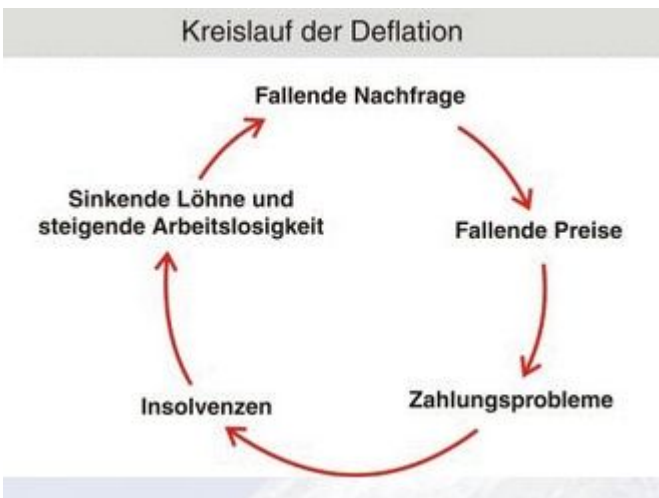 Kreislauf der Deflation
Fallende Nachfrage
Fallende Preise
Zahlungsprobleme
Insolvenzen
Sinkende Löhne und
steigende Arbeitslosigkeit